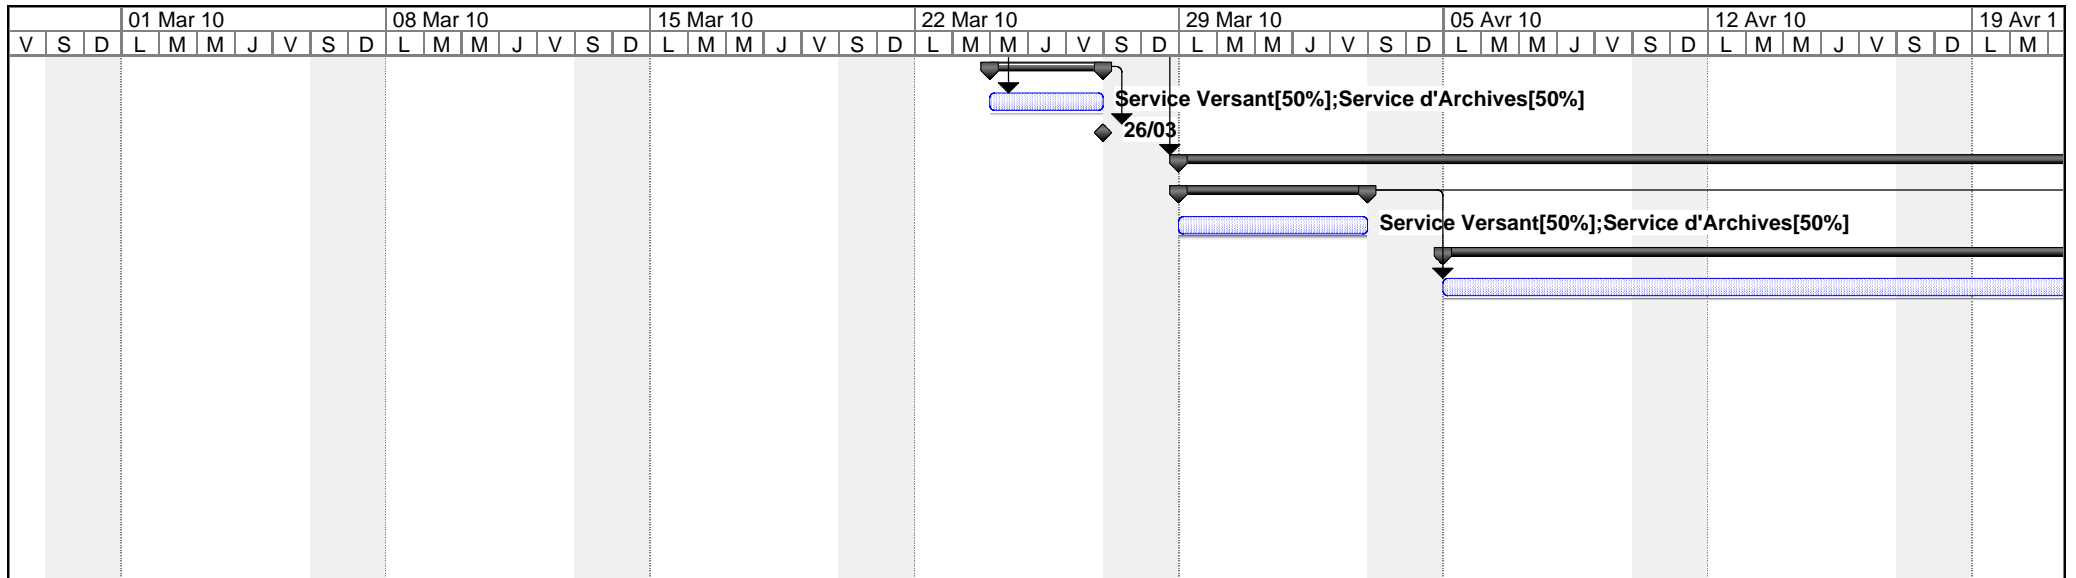 01 Mar 10 08 Mar 10 15 Mar 10 22 Mar 10 29 Mar 10 05 Avr 10 12 Avr 10 19 Avr 1
V S D L M M J V S D L M M J V S D L M M J V S D L M M J V S D L M M J V S D L M M J V S D L M M J V S D L M
Service Versant[50%];Service d'Archives[50%]
26/03
Service Versant[50%];Service d'Archives[50%]